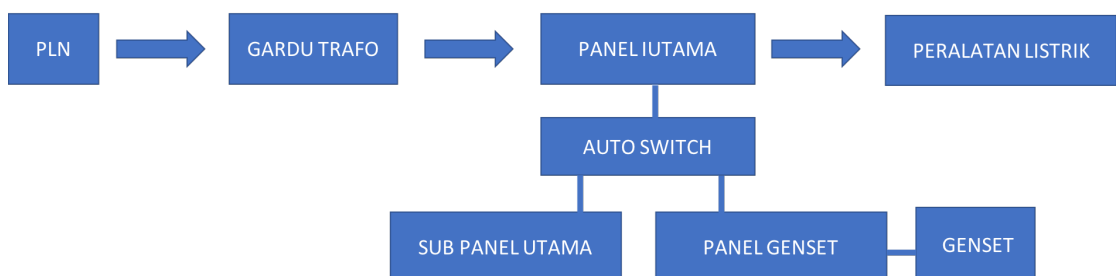 PLN
GARDU TRAFO
PANEL IUTAMA
PERALATAN LISTRIK
AUTO SWITCH
SUB PANEL UTAMA
PANEL GENSET
GENSET